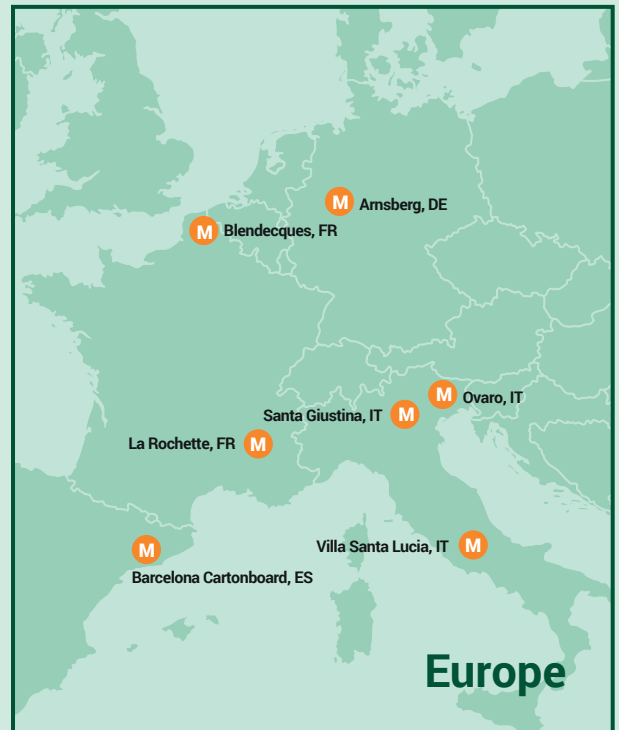 M Arnsberg, DE
M Blendecques, FR
M Ovaro, IT
Santa Giustina, IT M
La Rochette, FR M
Villa Santa Lucia, IT M
M
Barcelona Cartonboard, ES
Europe